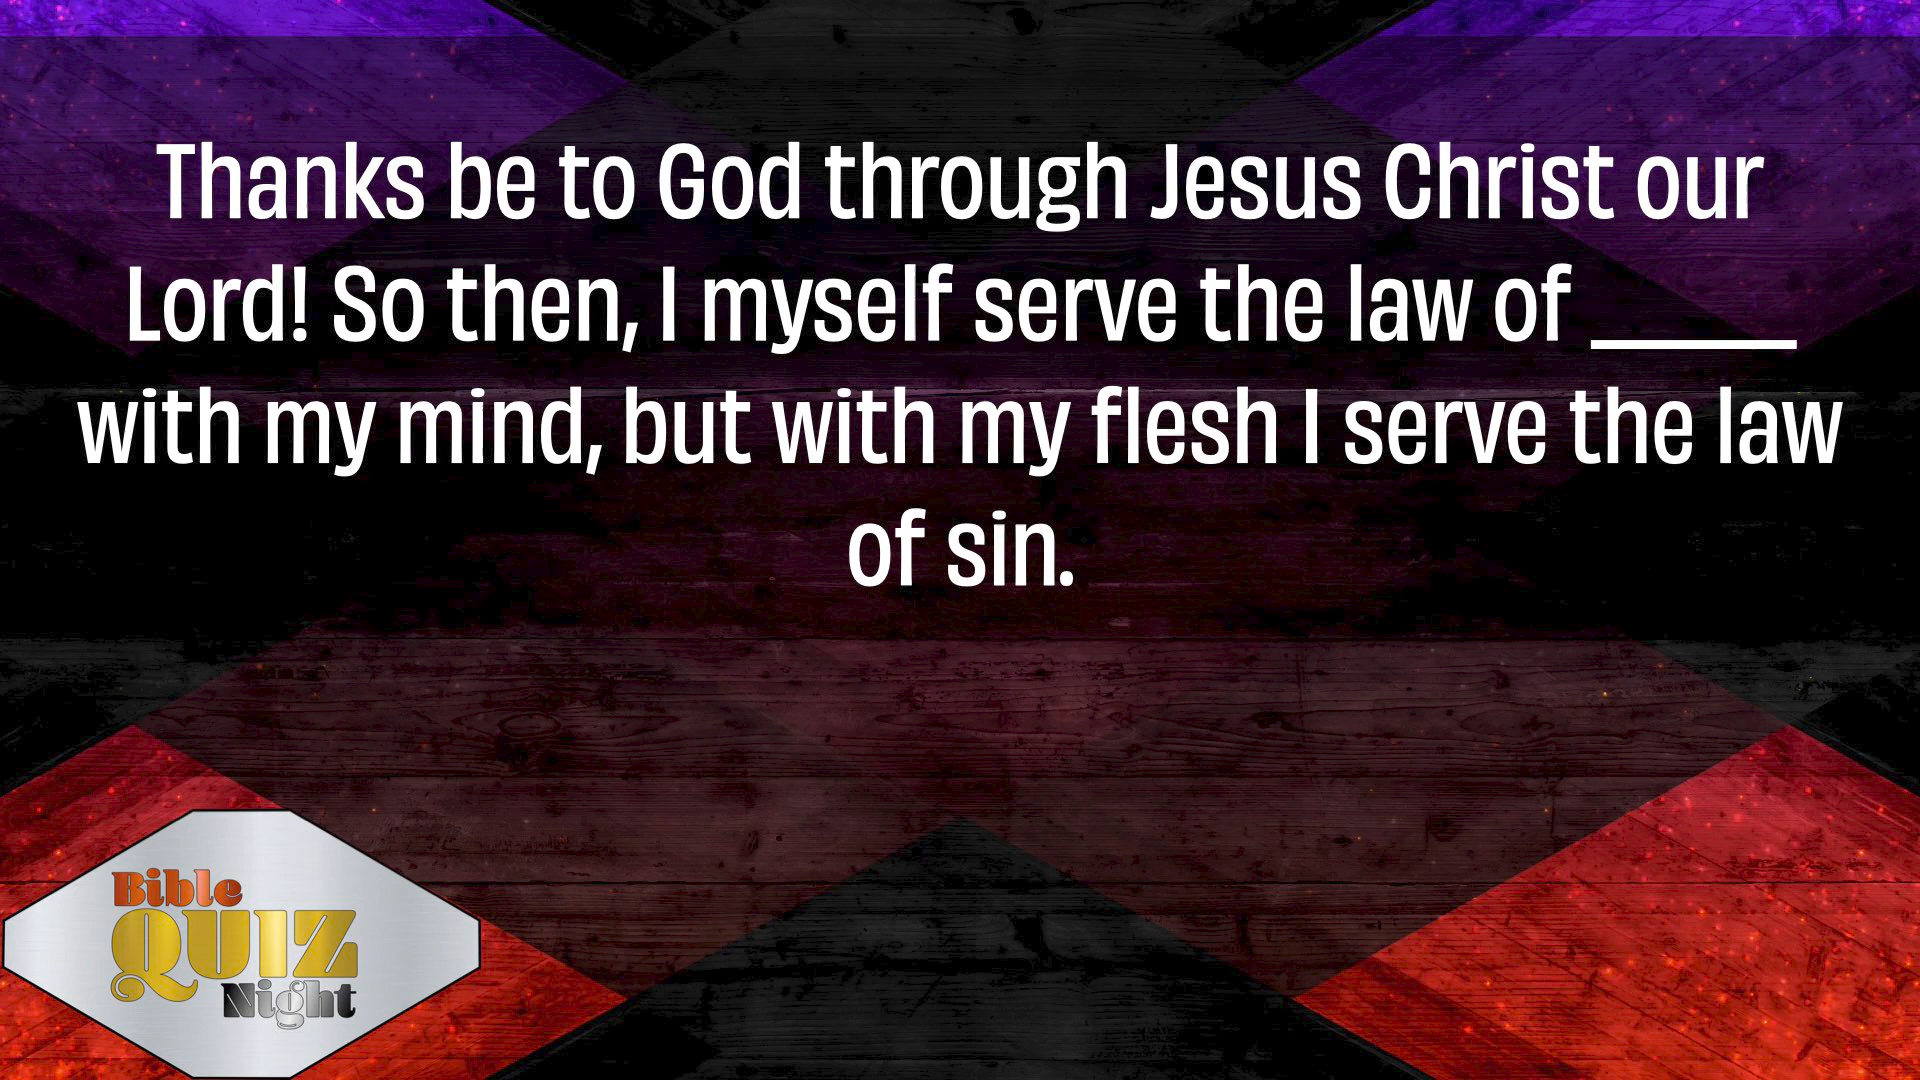 Thanks be to God through Jesus Christ our
Lord! So then, I myself serve the law of _____
with my mind, but with my flesh I serve the law
of sin.
Bible
QUIZ
Night